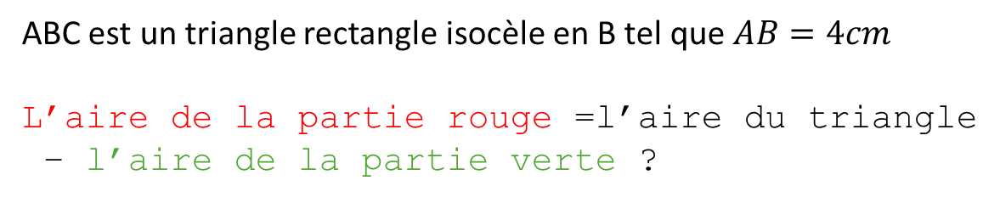 ABC est un triangle rectangle isocèle en B tel que AB = 4cm
L’aire de la partie rouge =l’aire du triangle
– l’aire de la partie verte ?